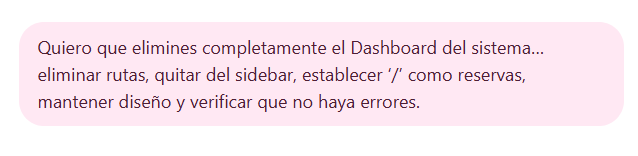 Quiero que elimines completamente el Dashboard del sistema...
eliminar rutas, quitar del sidebar, establecer ‘/’ como reservas,
mantener diseño y verificar que no haya errores.